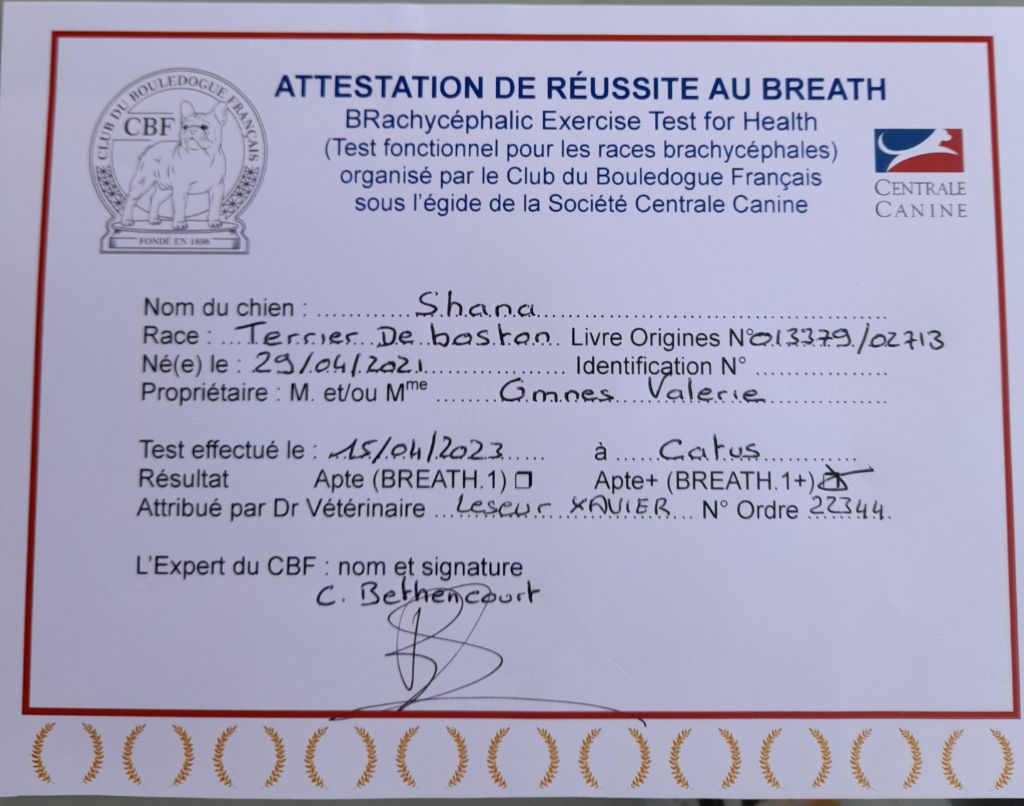 CLUB DU BOULEDOGUE FRANÇAIS
CBF
FONDÉ EN 1898
ATTESTATION DE RÉUSSITE AU BREATH
BRachycéphalic Exercise Test for Health
(Test fonctionnel pour les races brachycéphales)
organisé par le Club du Bouledogue Français
sous l'égide de la Société Centrale Canine
CENTRALE
CANINE
Nom du chien : Shana
Race : Terrier De boston Livre Origines N° 013379/02713
Né(e) le : 29/04/2021 Identification N°
Propriétaire : M. et/ou Mme Omnes Valerie
Test effectué le : 15/04/2023 à Catus
Résultat Apte (BREATH.1) Apte+ (BREATH.1+)
Attribué par Dr Vétérinaire Leseur XAVIER N° Ordre 22344
L'Expert du CBF : nom et signature
C. Bethencourt